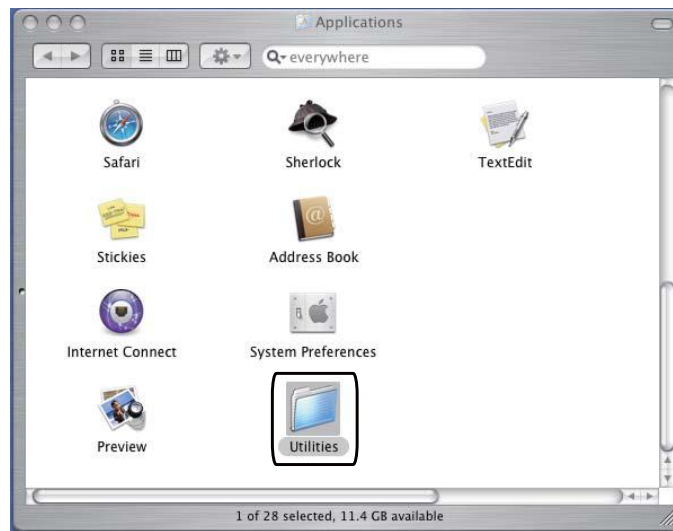 Applications
everywhere
Safari
Sherlock
TextEdit
Stickies
Address Book
Internet Connect
System Preferences
Preview
Utilities
1 of 28 selected, 11.4 GB available